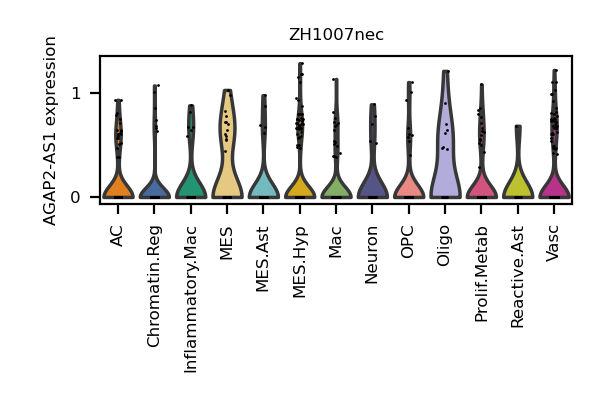 ZH1007nec
AGAP2-AS1 expression
1
0
AC
Chromatin.Reg
Inflammatory.Mac
MES
MES.Ast
MES.Hyp
Mac
Neuron
OPC
Oligo
Prolif.Metab
Reactive.Ast
Vasc